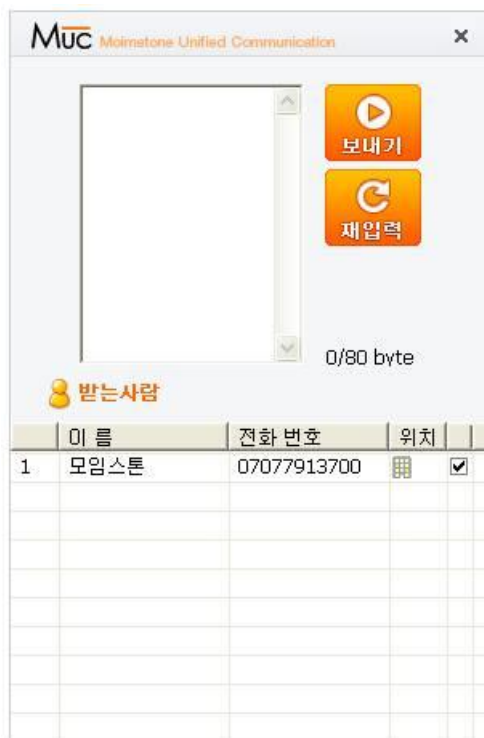 MUC Moimstone Unified Communication
보내기
재입력
0/80 byte
받는사람
이 름 전화 번호 위치
1 모임스톤 07077913700